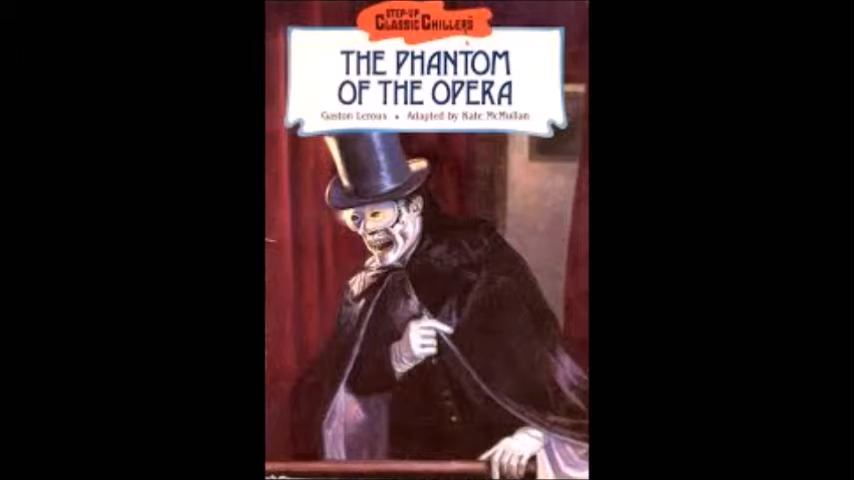 STEP-UP
CLASSIC CHILLERS
THE PHANTOM
OF THE OPERA
Gaston Leroux • Adapted by Kate McMullan